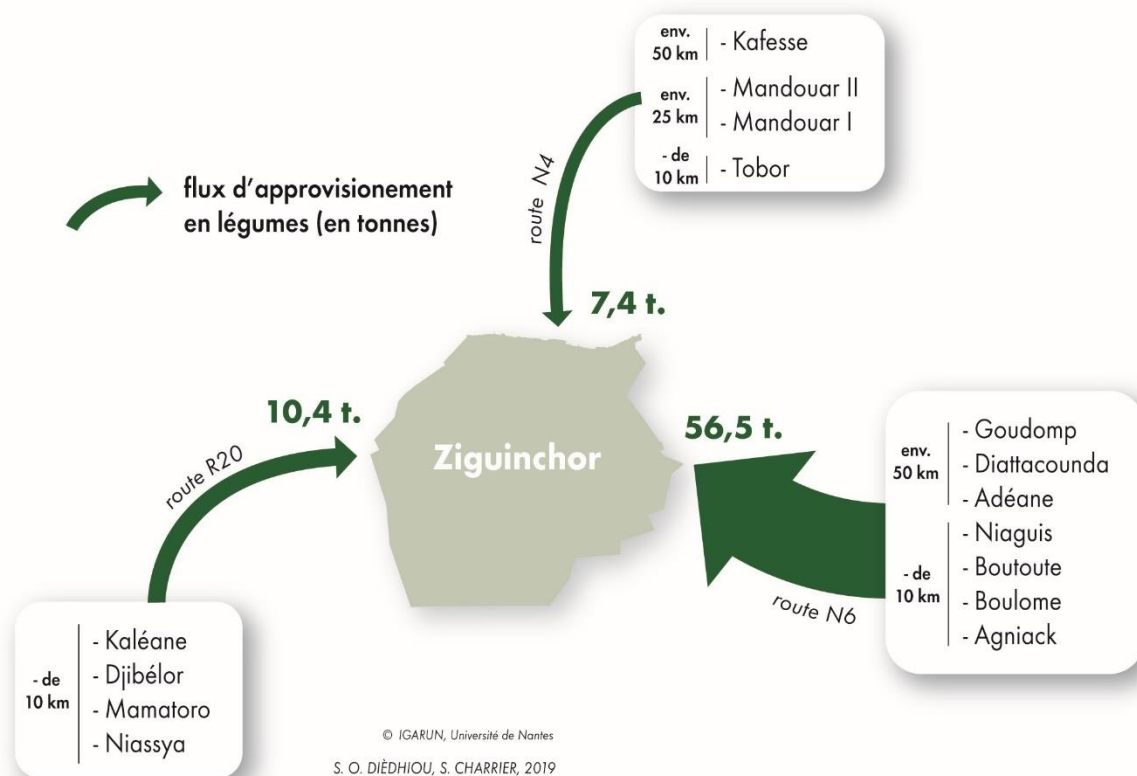 env.
50 km
- Kafesse
env.
25 km
- Mandouar II
- Mandouar I
- de
10 km
- Tobor
flux d'approvisionement
en légumes (en tonnes)
route N4
7,4 t.
10,4 t.
route R20
Ziguinchor
56,5 t.
route N6
env.
50 km
- Goudomp
- Diattacounda
- Adéane
- de
10 km
- Niaguis
- Boutoute
- Boulome
- Agniack
- de
10 km
- Kaléane
- Djibélor
- Mamatoro
- Niassya
© IGARUN, Université de Nantes
S. O. DIÈDHIOU, S. CHARRIER, 2019